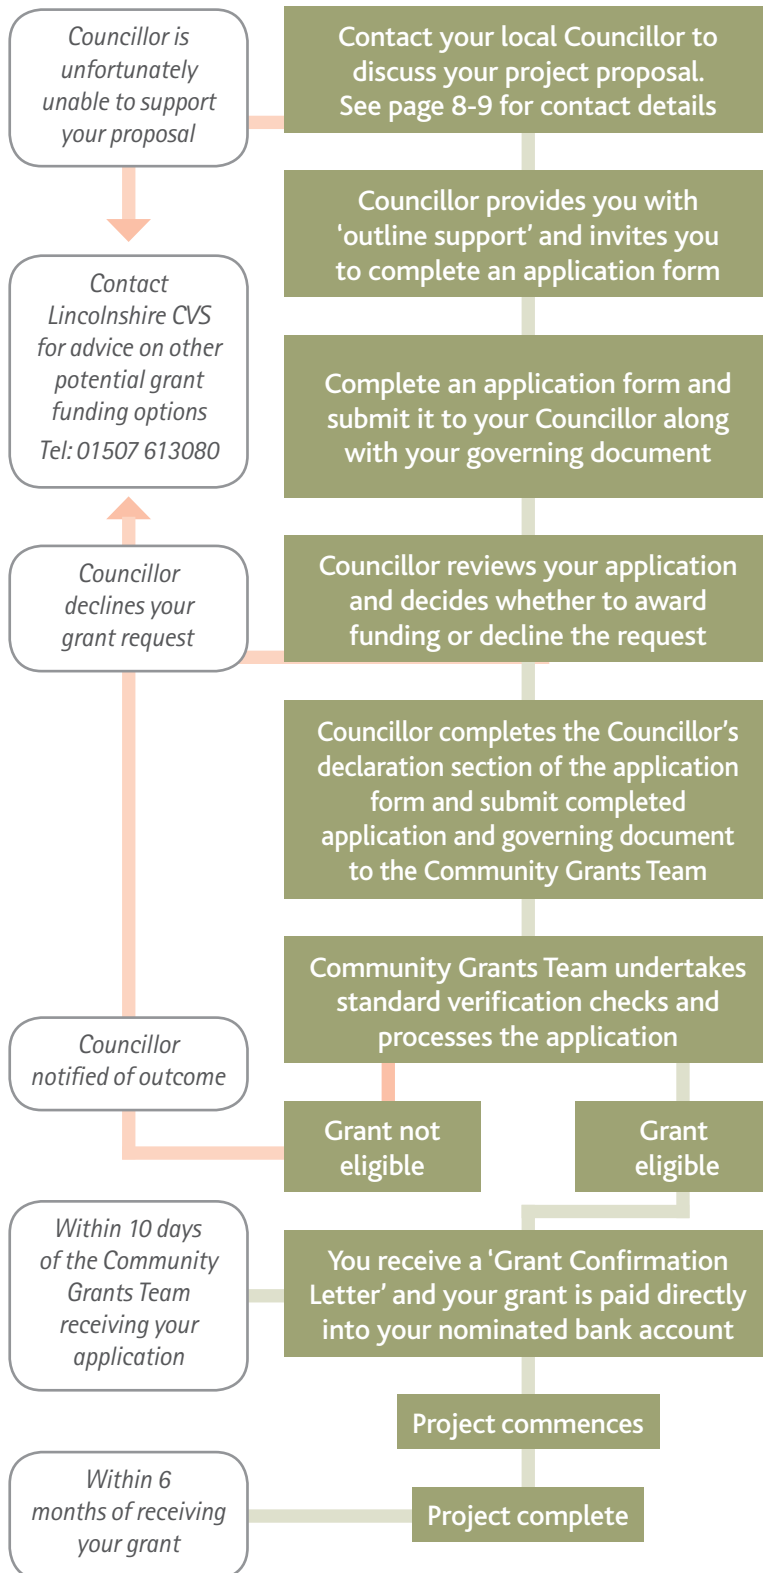 Councillor is
unfortunately
unable to support
your proposal
Contact your local Councillor to
discuss your project proposal.
See page 8-9 for contact details
Councillor provides you with
‘outline support’ and invites you
to complete an application form
Contact
Lincolnshire CVS
for advice on other
potential grant
funding options
Tel: 01507 613080
Complete an application form and
submit it to your Councillor along
with your governing document
Councillor
declines your
grant request
Councillor reviews your application
and decides whether to award
funding or decline the request
Councillor completes the Councillor’s
declaration section of the application
form and submit completed
application and governing document
to the Community Grants Team
Community Grants Team undertakes
standard verification checks and
processes the application
Councillor
notified of outcome
Grant not
eligible
Grant
eligible
Within 10 days
of the Community
Grants Team
receiving your
application
You receive a ‘Grant Confirmation
Letter’ and your grant is paid directly
into your nominated bank account
Project commences
Within 6
months of receiving
your grant
Project complete